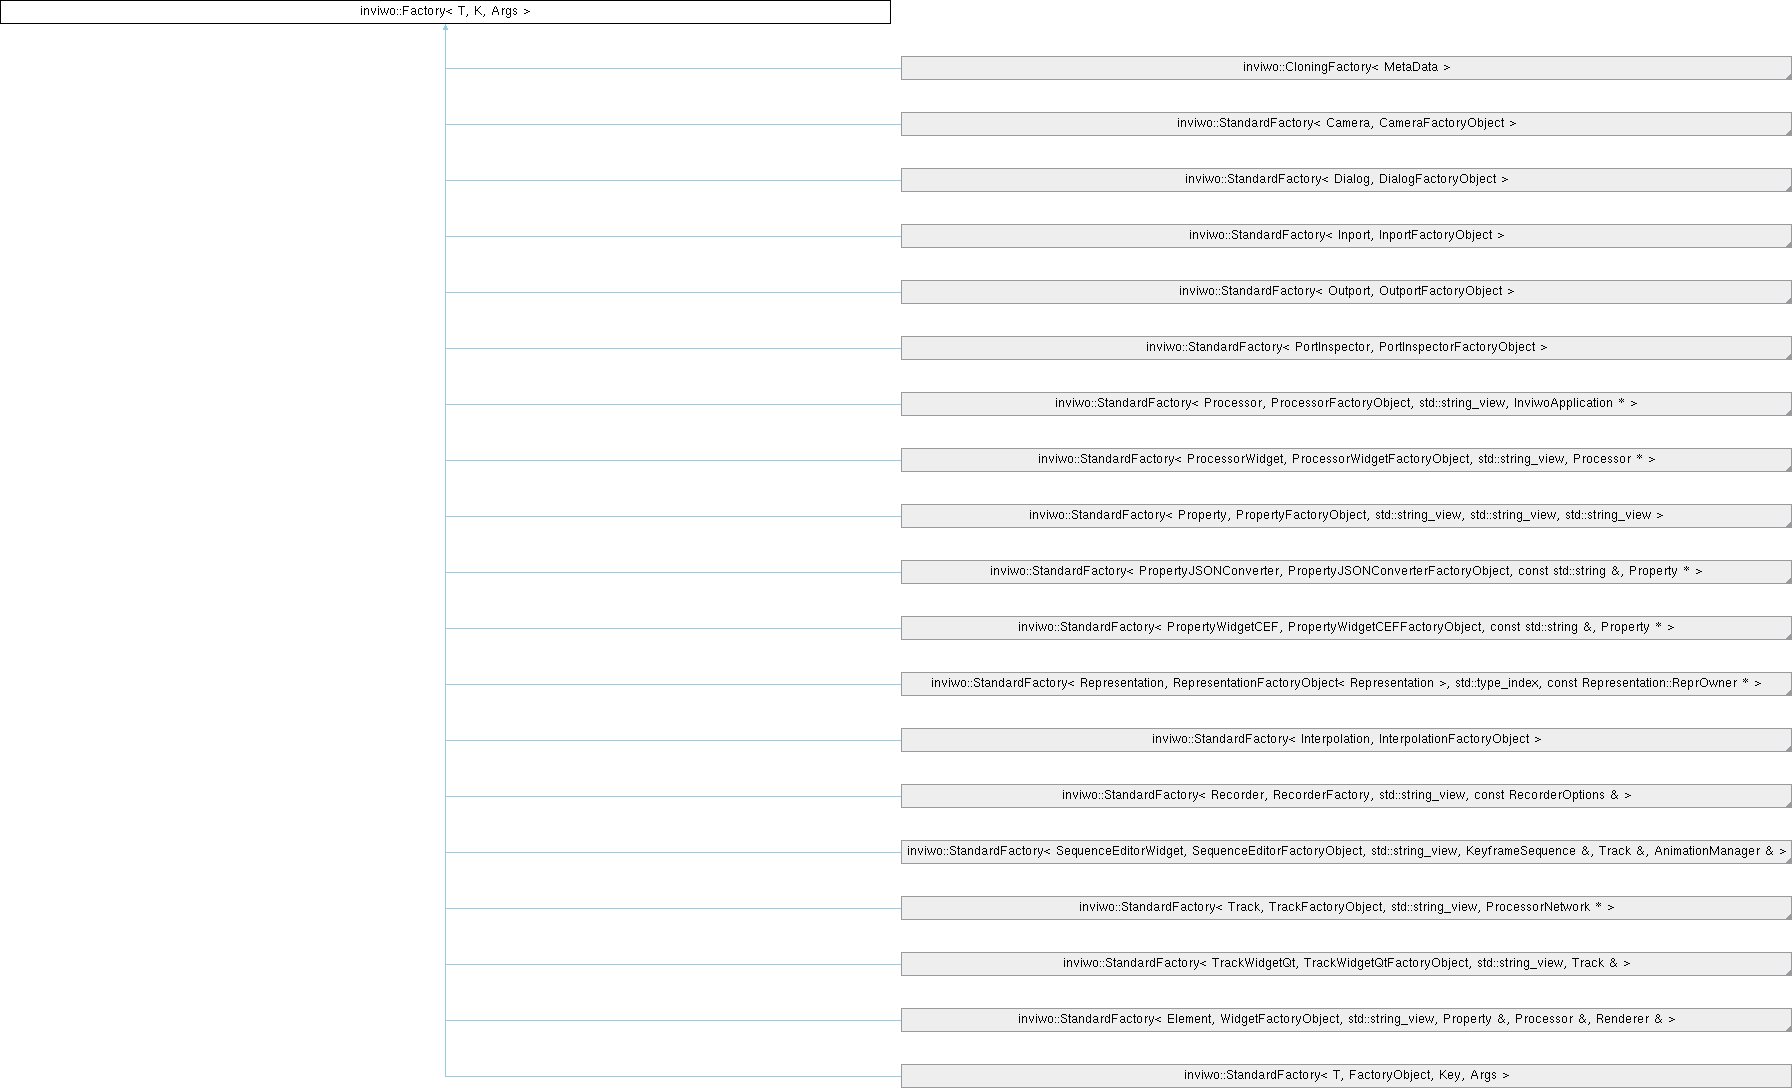 inviwo::Factory< T, K, Args >
inviwo::CloningFactory< MetaData >
inviwo::StandardFactory< Camera, CameraFactoryObject >
inviwo::StandardFactory< Dialog, DialogFactoryObject >
inviwo::StandardFactory< Inport, InportFactoryObject >
inviwo::StandardFactory< Outport, OutportFactoryObject >
inviwo::StandardFactory< PortInspector, PortInspectorFactoryObject >
inviwo::StandardFactory< Processor, ProcessorFactoryObject, std::string_view, InviwoApplication * >
inviwo::StandardFactory< ProcessorWidget, ProcessorWidgetFactoryObject, std::string_view, Processor * >
inviwo::StandardFactory< Property, PropertyFactoryObject, std::string_view, std::string_view, std::string_view >
inviwo::StandardFactory< PropertyJSONConverter, PropertyJSONConverterFactoryObject, const std::string &, Property * >
inviwo::StandardFactory< PropertyWidgetCEF, PropertyWidgetCEFFactoryObject, const std::string &, Property * >
inviwo::StandardFactory< Representation, RepresentationFactoryObject< Representation >, std::type_index, const Representation::ReprOwner * >
inviwo::StandardFactory< Interpolation, InterpolationFactoryObject >
inviwo::StandardFactory< Recorder, RecorderFactory, std::string_view, const RecorderOptions & >
inviwo::StandardFactory< SequenceEditorWidget, SequenceEditorFactoryObject, std::string_view, KeyframeSequence &, Track &, AnimationManager & >
inviwo::StandardFactory< Track, TrackFactoryObject, std::string_view, ProcessorNetwork * >
inviwo::StandardFactory< TrackWidgetQt, TrackWidgetQtFactoryObject, std::string_view, Track & >
inviwo::StandardFactory< Element, WidgetFactoryObject, std::string_view, Property &, Processor &, Renderer & >
inviwo::StandardFactory< T, FactoryObject, Key, Args >